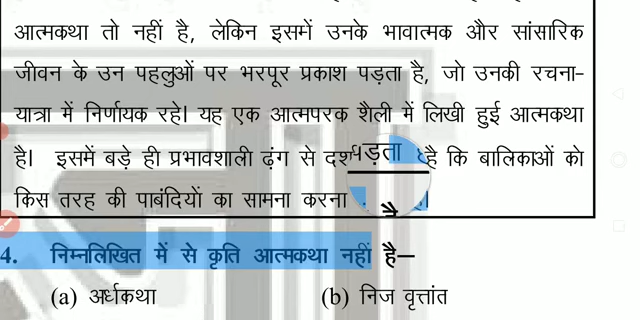 आत्मकथा तो नहीं है, लेकिन इसमें उनके भावात्मक और सांसारिक
जीवन के उन पहलुओं पर भरपूर प्रकाश पड़ता है, जो उनकी रचना–
यात्रा में निर्णायक रहे। यह एक आत्मपरक शैली में लिखी हुई आत्मकथा
है। इसमें बड़े ही प्रभावशाली ढ़ंग से है कि बालिकाओं को
पड़ता
किस तरह की पाबंदियों का सामना करना
है
4. निम्नलिखित में से कृति आत्मकथा नहीं है—
(a) अर्धकथा (b) निज वृत्तांत